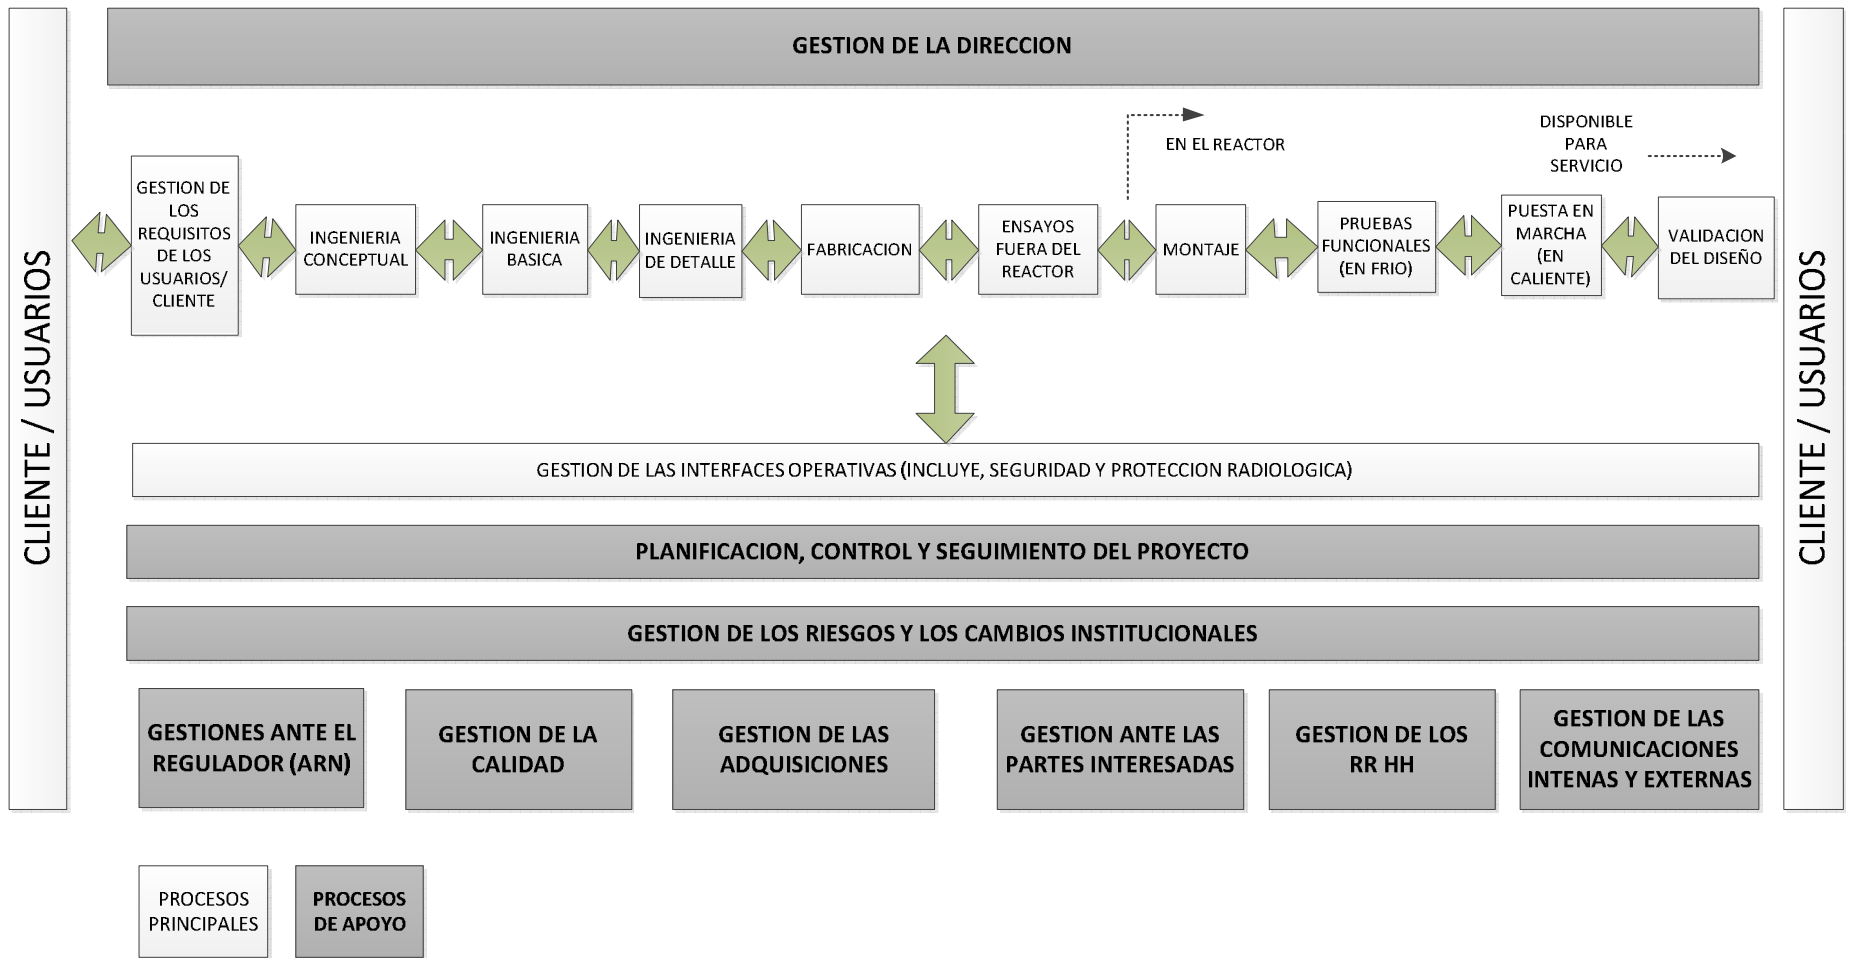 GESTION DE LA DIRECCION
CLIENTE / USUARIOS
EN EL REACTOR
DISPONIBLE
PARA
SERVICIO
GESTION DE
LOS
REQUISITOS
DE LOS
USUARIOS/
CLIENTE
INGENIERIA
CONCEPTUAL
INGENIERIA
BASICA
INGENIERIA
DE DETALLE
FABRICACION
ENSAYOS
FUERA DEL
REACTOR
MONTAJE
PRUEBAS
FUNCIONALES
(EN FRIO)
PUESTA EN
MARCHA
(EN
CALIENTE)
VALIDACION
DEL DISEÑO
CLIENTE / USUARIOS
GESTION DE LAS INTERFACES OPERATIVAS (INCLUYE, SEGURIDAD Y PROTECCION RADIOLOGICA)
PLANIFICACION, CONTROL Y SEGUIMIENTO DEL PROYECTO
GESTION DE LOS RIESGOS Y LOS CAMBIOS INSTITUCIONALES
GESTIONES ANTE EL
REGULADOR (ARN)
GESTION DE LA
CALIDAD
GESTION DE LAS
ADQUISICIONES
GESTION ANTE LAS
PARTES INTERESADAS
GESTION DE LOS
RR HH
GESTION DE LAS
COMUNICACIONES
INTENAS Y EXTERNAS
PROCESOS
PRINCIPALES
PROCESOS
DE APOYO